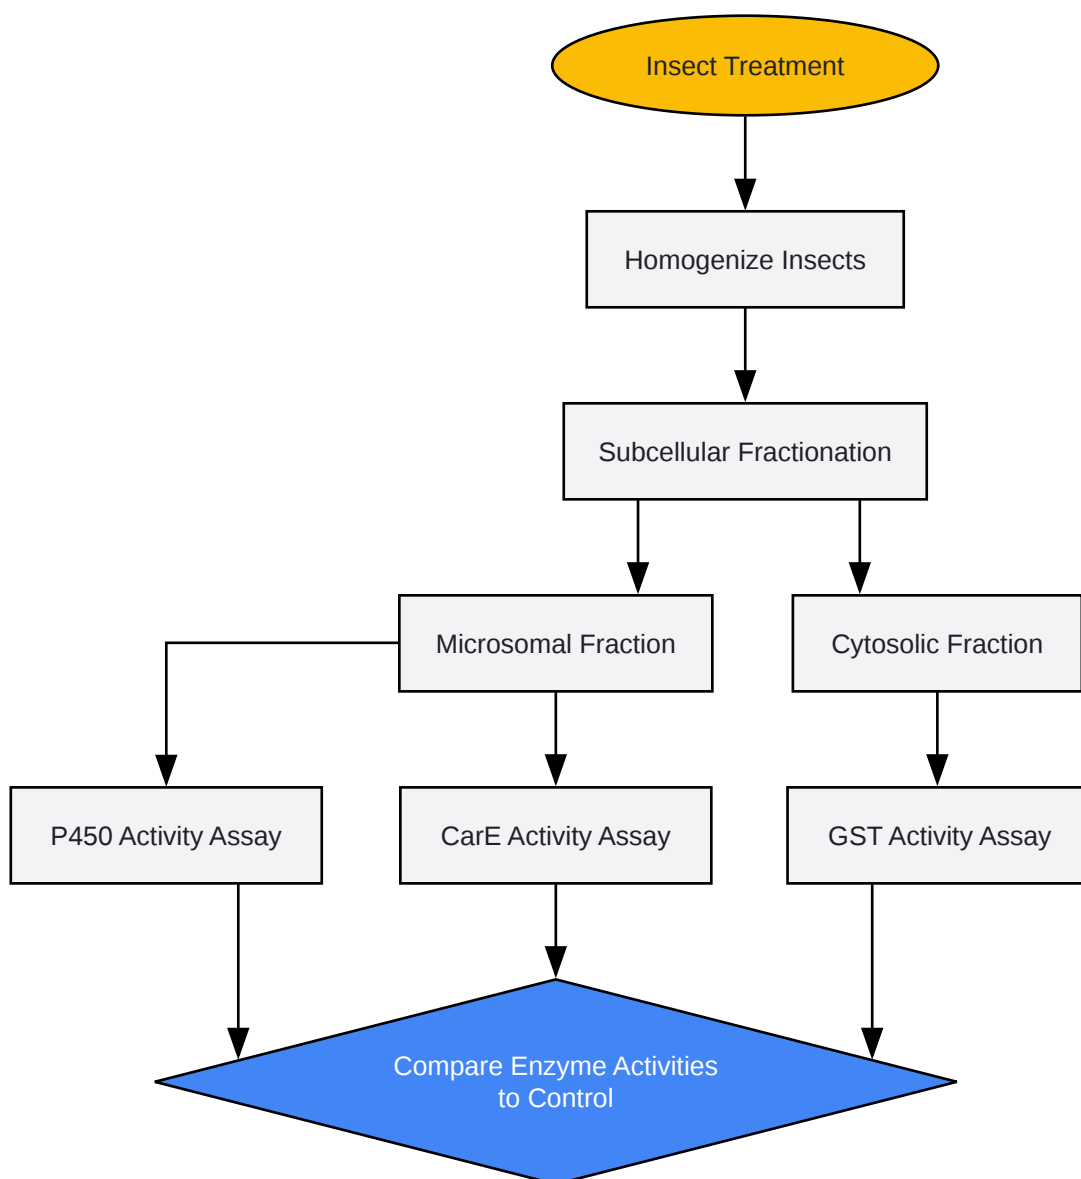 Insect Treatment
Homogenize Insects
Subcellular Fractionation
Microsomal Fraction
Cytosolic Fraction
P450 Activity Assay
CarE Activity Assay
GST Activity Assay
Compare Enzyme Activities
to Control